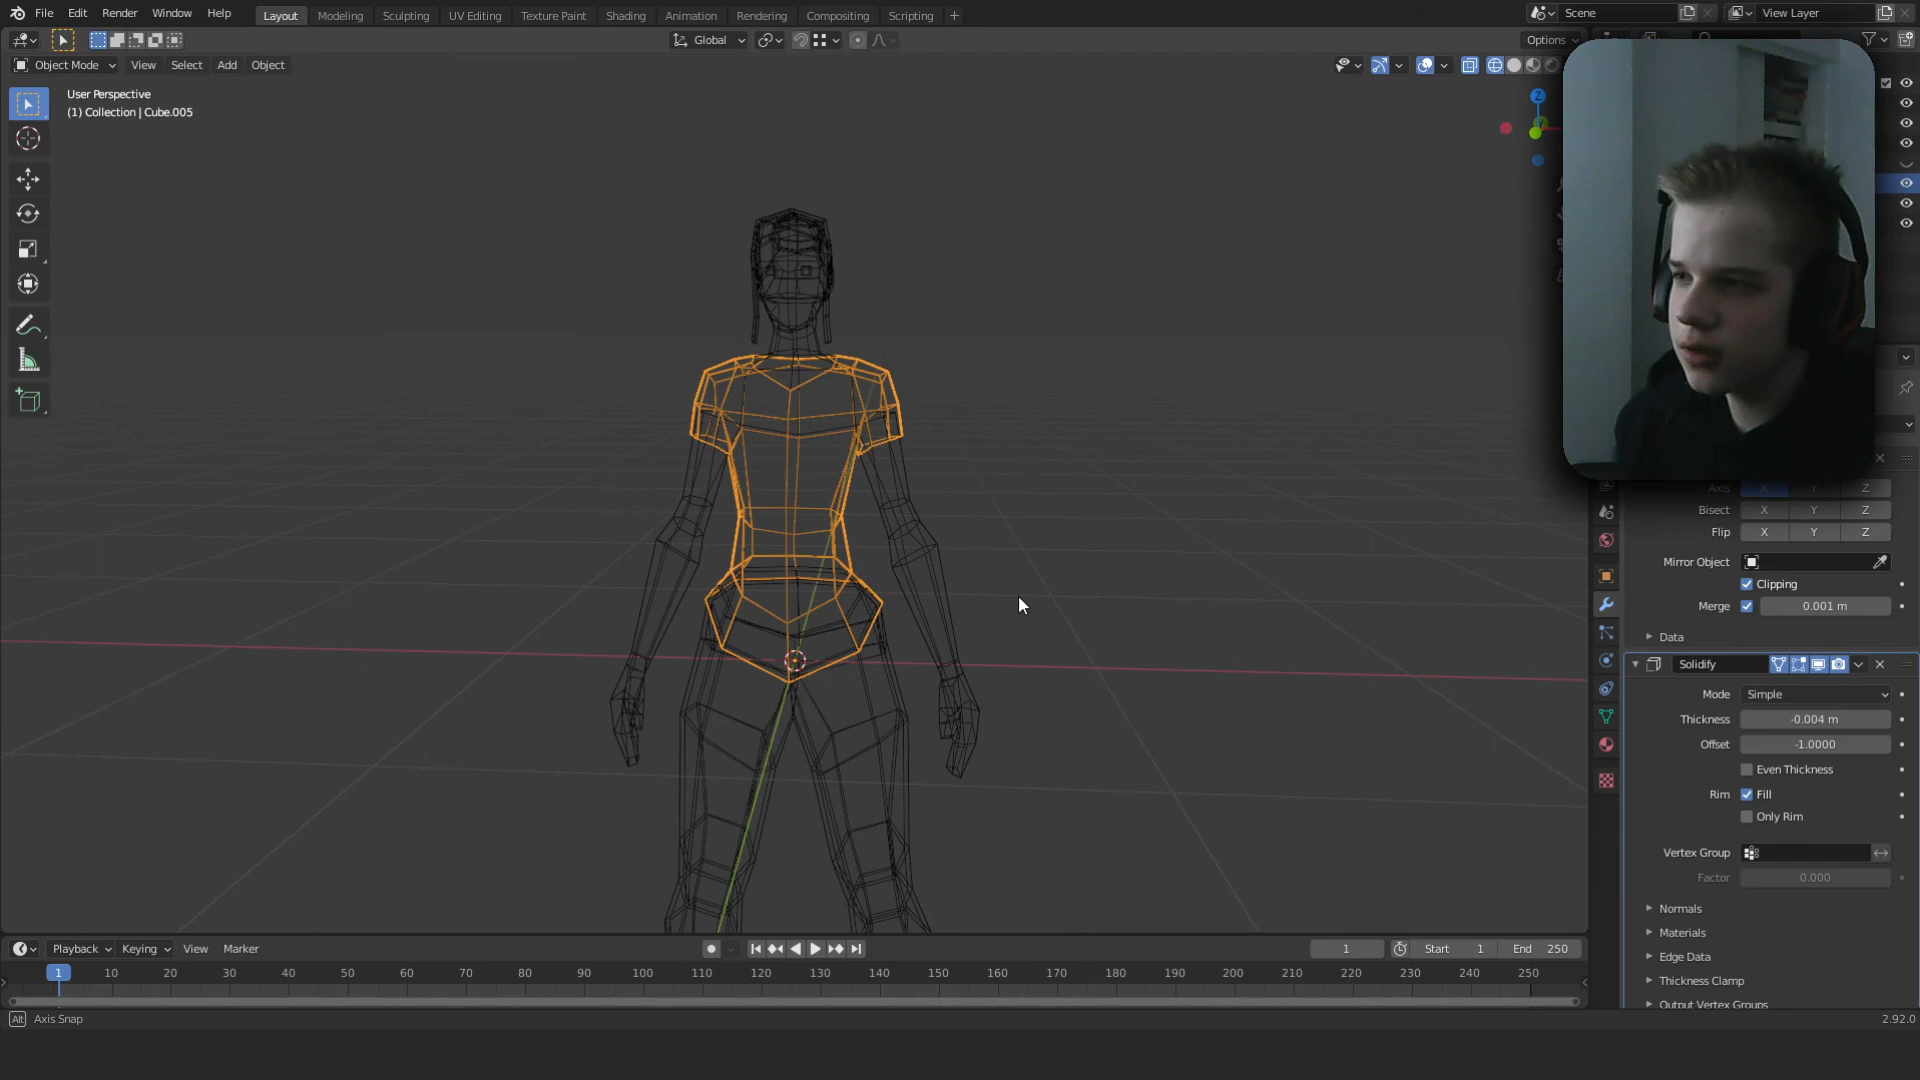 File Edit Render Window Help Layout Modeling Sculpting UV Editing Texture Paint Shading Animation Rendering Compositing Scripting + Scene View Layer
Global Options
Object Mode View Select Add Object
User Perspective
(1) Collection | Cube.005
Z
Axis X Y Z
Bisect X Y Z
Flip X Y Z
Mirror Object
Clipping
Merge 0.001 m
Data
Solidify
Mode Simple
Thickness -0.004 m
Offset -1.0000
Even Thickness
Rim Fill
Only Rim
Vertex Group
Factor 0.000
Normals
Materials
Edge Data
Thickness Clamp
Output Vertex Groups
Playback Keying View Marker 1 Start 1 End 250
1 10 20 30 40 50 60 70 80 90 100 110 120 130 140 150 160 170 180 190 200 210 220 230 240 250
Alt Axis Snap 2.92.0